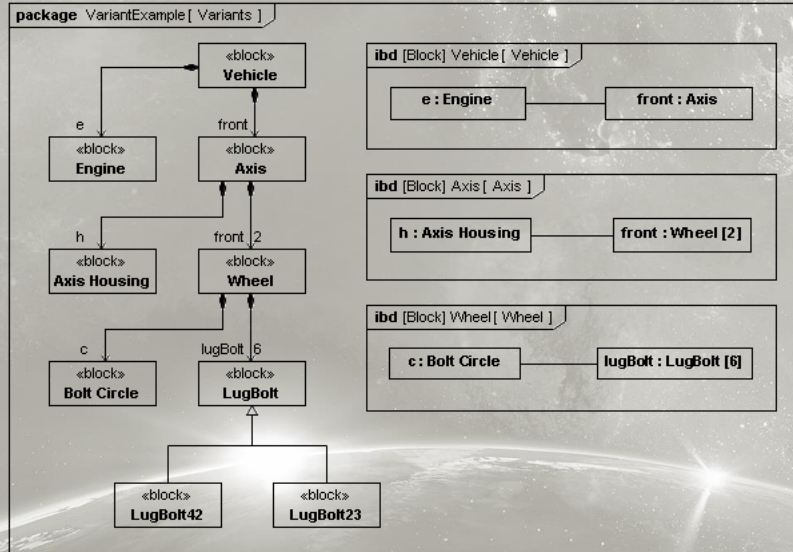 package VariantExample [ Variants ]
«block»
Vehicle
e
front
«block»
Engine
«block»
Axis
h
front 2
«block»
Axis Housing
«block»
Wheel
c
lugBolt 6
«block»
Bolt Circle
«block»
LugBolt
«block»
LugBolt42
«block»
LugBolt23
ibd [Block] Vehicle [ Vehicle ]
e : Engine
front : Axis
ibd [Block] Axis [ Axis ]
h : Axis Housing
front : Wheel [2]
ibd [Block] Wheel [ Wheel ]
c : Bolt Circle
lugBolt : LugBolt [6]